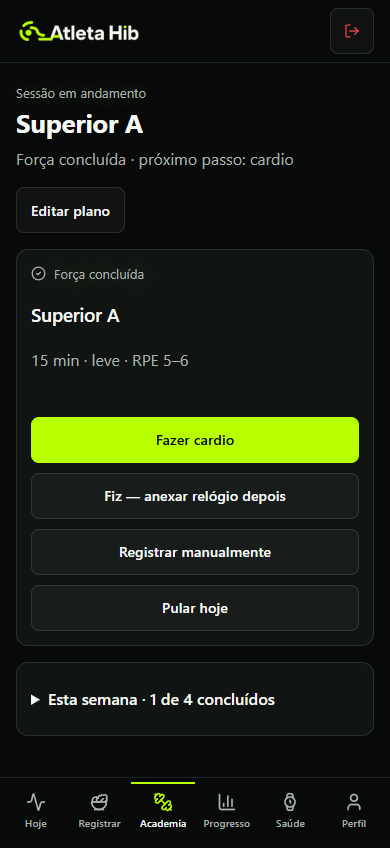 Atleta Hib
Sessão em andamento
Superior A
Força concluída · próximo passo: cardio
Editar plano
Força concluída
Superior A
15 min · leve · RPE 5–6
Fazer cardio
Fiz — anexar relógio depois
Registrar manualmente
Pular hoje
Esta semana · 1 de 4 concluídos
Hoje Registrar Academia Progresso Saúde Perfil